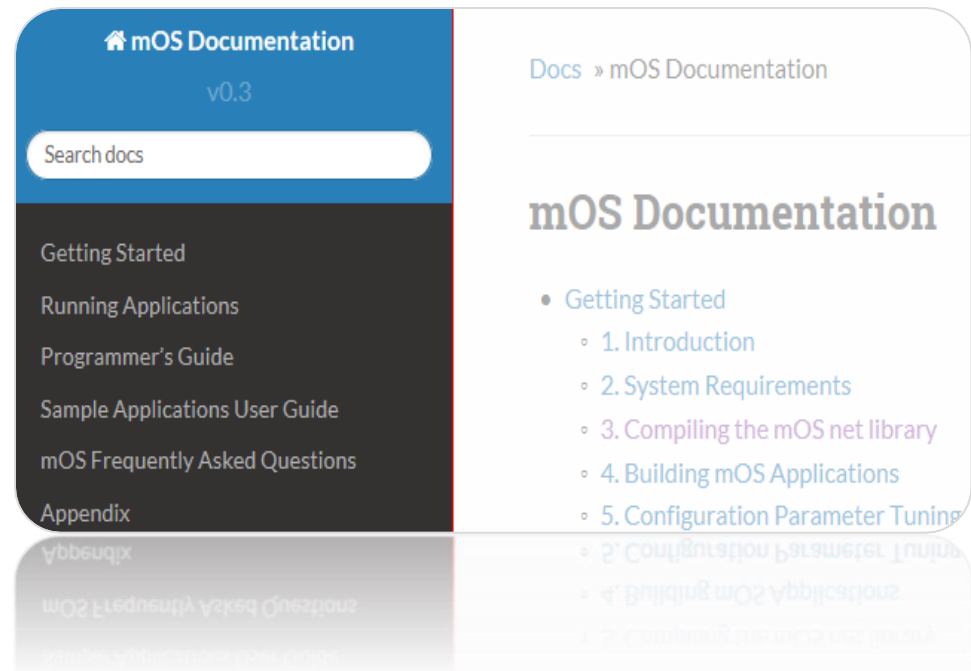 mOS Documentation
v0.3
Search docs
Getting Started
Running Applications
Programmer's Guide
Sample Applications User Guide
mOS Frequently Asked Questions
Appendix
Docs » mOS Documentation
mOS Documentation
Getting Started
1. Introduction
2. System Requirements
3. Compiling the mOS net library
4. Building mOS Applications
5. Configuration Parameter Tuning